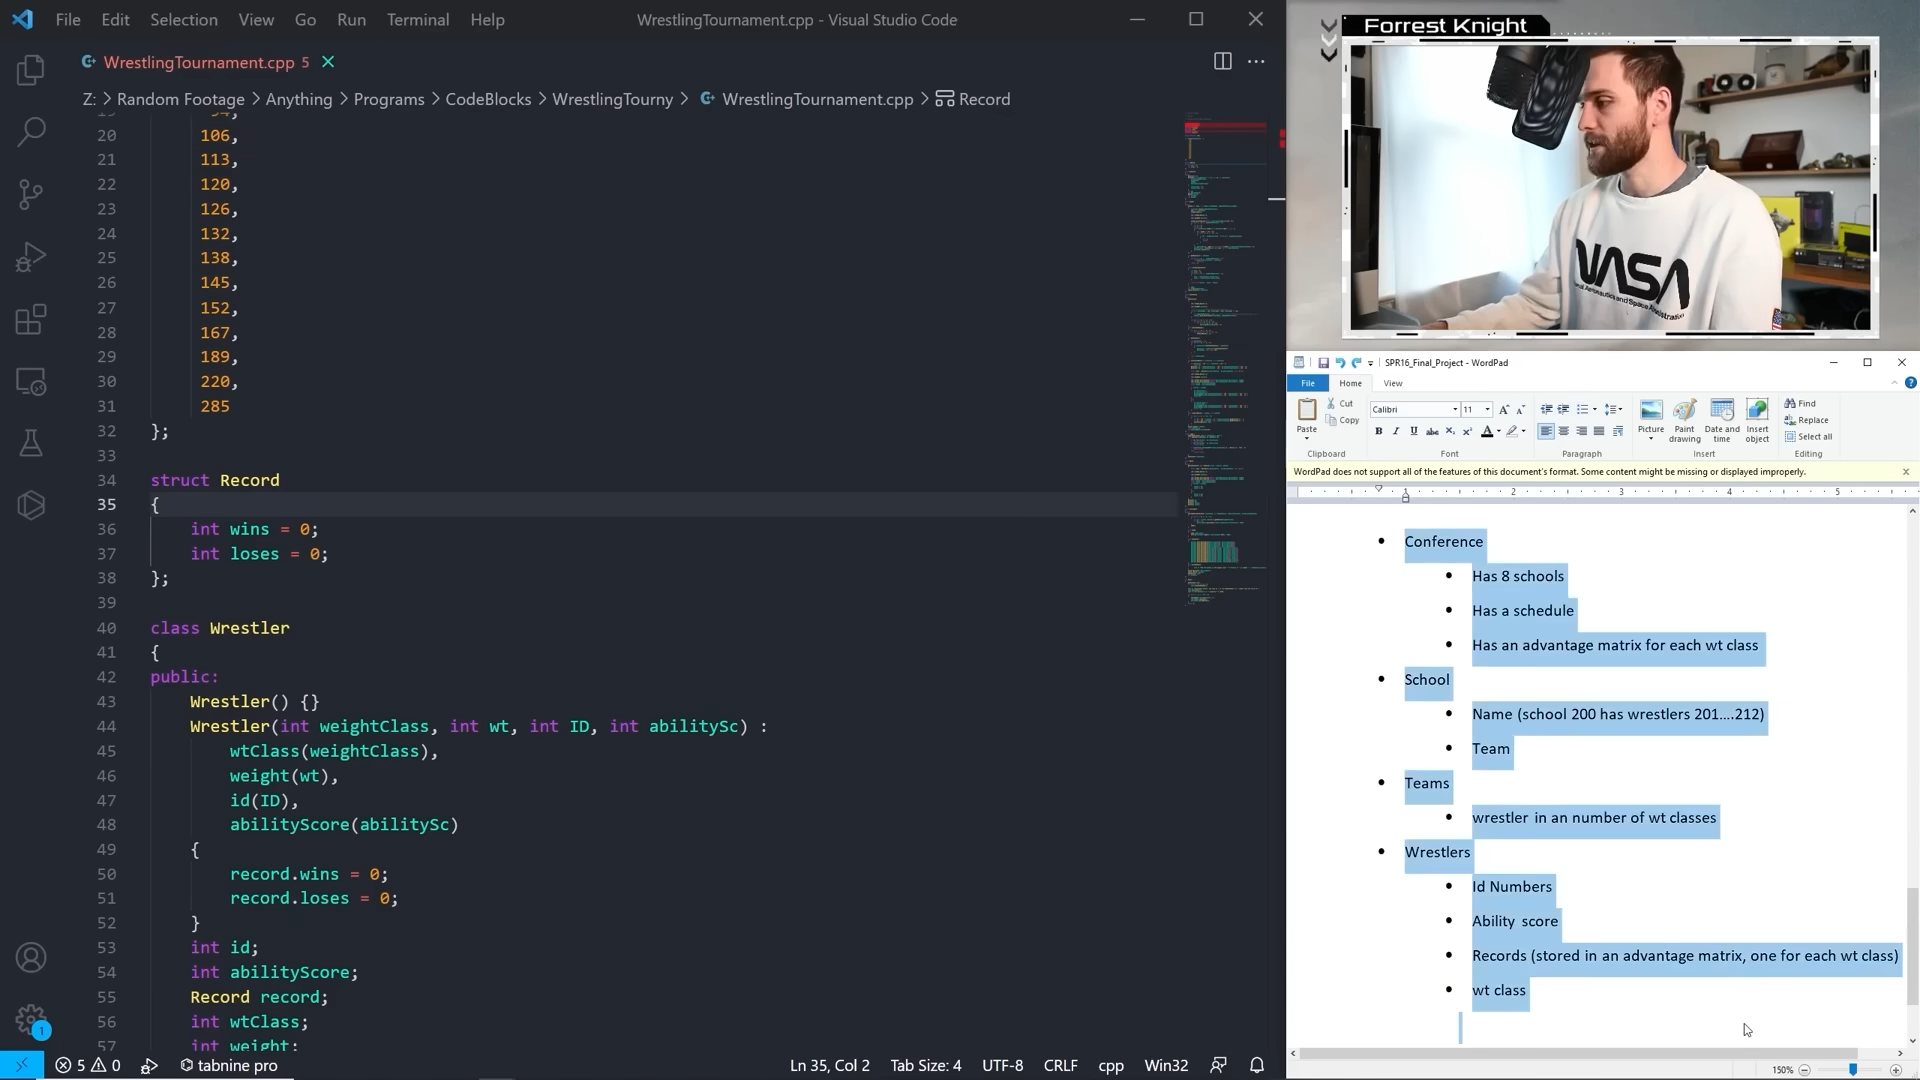 File Edit Selection View Go Run Terminal Help
WrestlingTournament.cpp - Visual Studio Code
WrestlingTournament.cpp 5
Z: > Random Footage > Anything > Programs > CodeBlocks > WrestlingTourny > WrestlingTournament.cpp > Record
20 106,
21 113,
22 120,
23 126,
24 132,
25 138,
26 145,
27 152,
28 167,
29 189,
30 220,
31 285
32 };
33
34 struct Record
35 {
36 int wins = 0;
37 int loses = 0;
38 };
39
40 class Wrestler
41 {
42 public:
43 Wrestler() {}
44 Wrestler(int weightClass, int wt, int ID, int abilitySc) :
45 wtClass(weightClass),
46 weight(wt),
47 id(ID),
48 abilityScore(abilitySc)
49 {
50 record.wins = 0;
51 record.loses = 0;
52 }
53 int id;
54 int abilityScore;
55 Record record;
56 int wtClass;
57 int weight;
1
5 0 tabnine pro Ln 35, Col 2 Tab Size: 4 UTF-8 CRLF cpp Win32
Forrest Knight
NASA
SPR16_Final_Project - WordPad
File Home View
Paste
Cut
Copy
Clipboard
Calibri 11
B I U abc X₂ X² A
Font
Paragraph
Picture
Paint drawing
Date and time
Insert object
Insert
Find
Replace
Select all
Editing
WordPad does not support all of the features of this document's format. Some content might be missing or displayed improperly.
1 2 3 4 5
• Conference
• Has 8 schools
• Has a schedule
• Has an advantage matrix for each wt class
• School
• Name (school 200 has wrestlers 201....212)
• Team
• Teams
• wrestler in an number of wt classes
• Wrestlers
• Id Numbers
• Ability score
• Records (stored in an advantage matrix, one for each wt class)
• wt class
150%